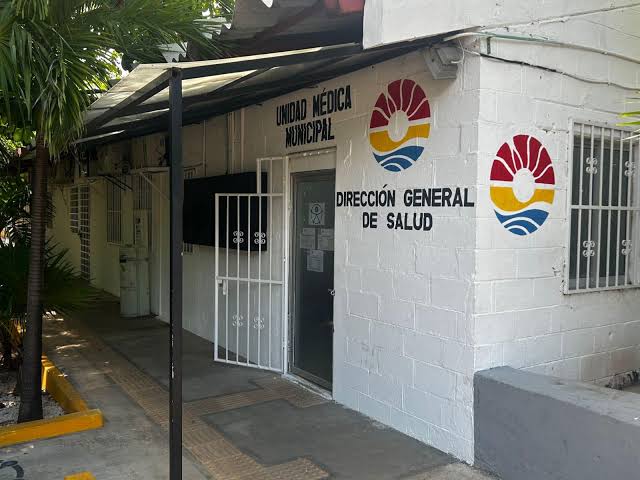 UNIDAD MÉDICA
MUNICIPAL
DIRECCIÓN GENERAL
DE SALUD